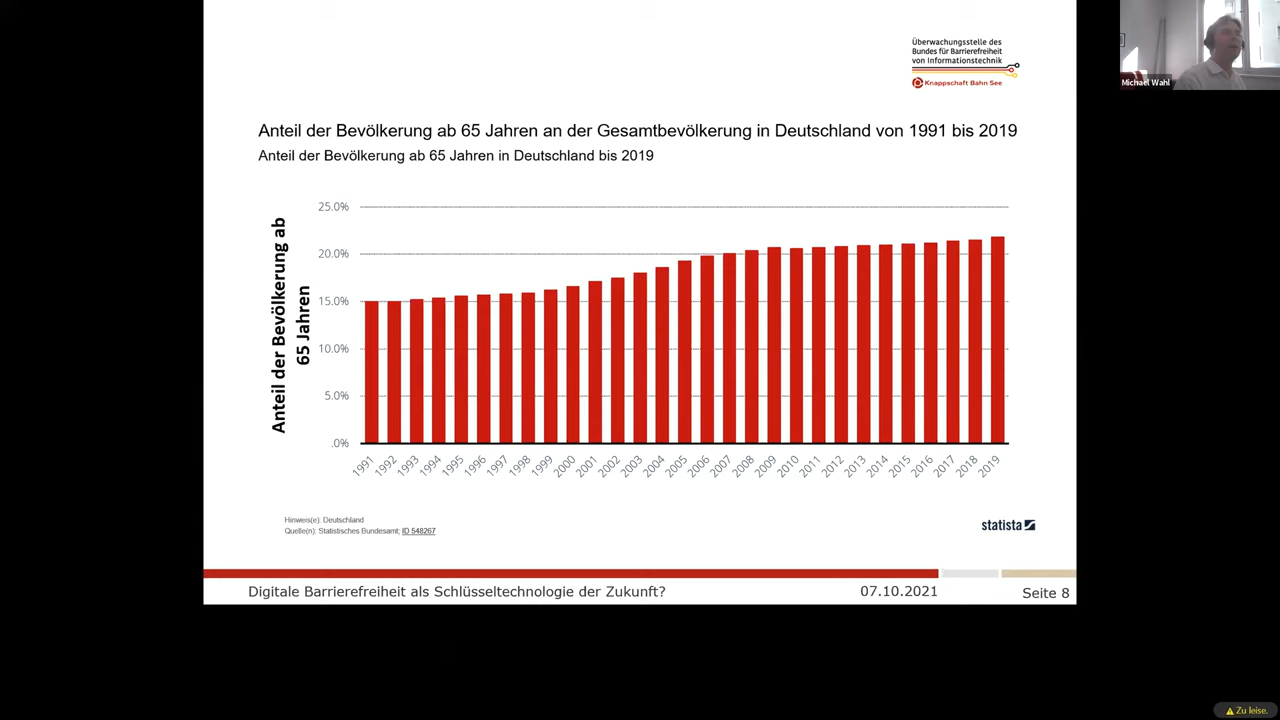 Überwachungsstelle des
Bundes für Barrierefreiheit
von Informationstechnik
Knappschaft Bahn See
Michael Wahl
Anteil der Bevölkerung ab 65 Jahren an der Gesamtbevölkerung in Deutschland von 1991 bis 2019
Anteil der Bevölkerung ab 65 Jahren in Deutschland bis 2019
Anteil der Bevölkerung ab
65 Jahren
25.0%
20.0%
15.0%
10.0%
5.0%
.0%
1991 1992 1993 1994 1995 1996 1997 1998 1999 2000 2001 2002 2003 2004 2005 2006 2007 2008 2009 2010 2011 2012 2013 2014 2015 2016 2017 2018 2019
Hinweis(e): Deutschland
Quelle(n): Statistisches Bundesamt; ID 548267
statista
Digitale Barrierefreiheit als Schlüsseltechnologie der Zukunft?
07.10.2021
Seite 8
Zu leise.